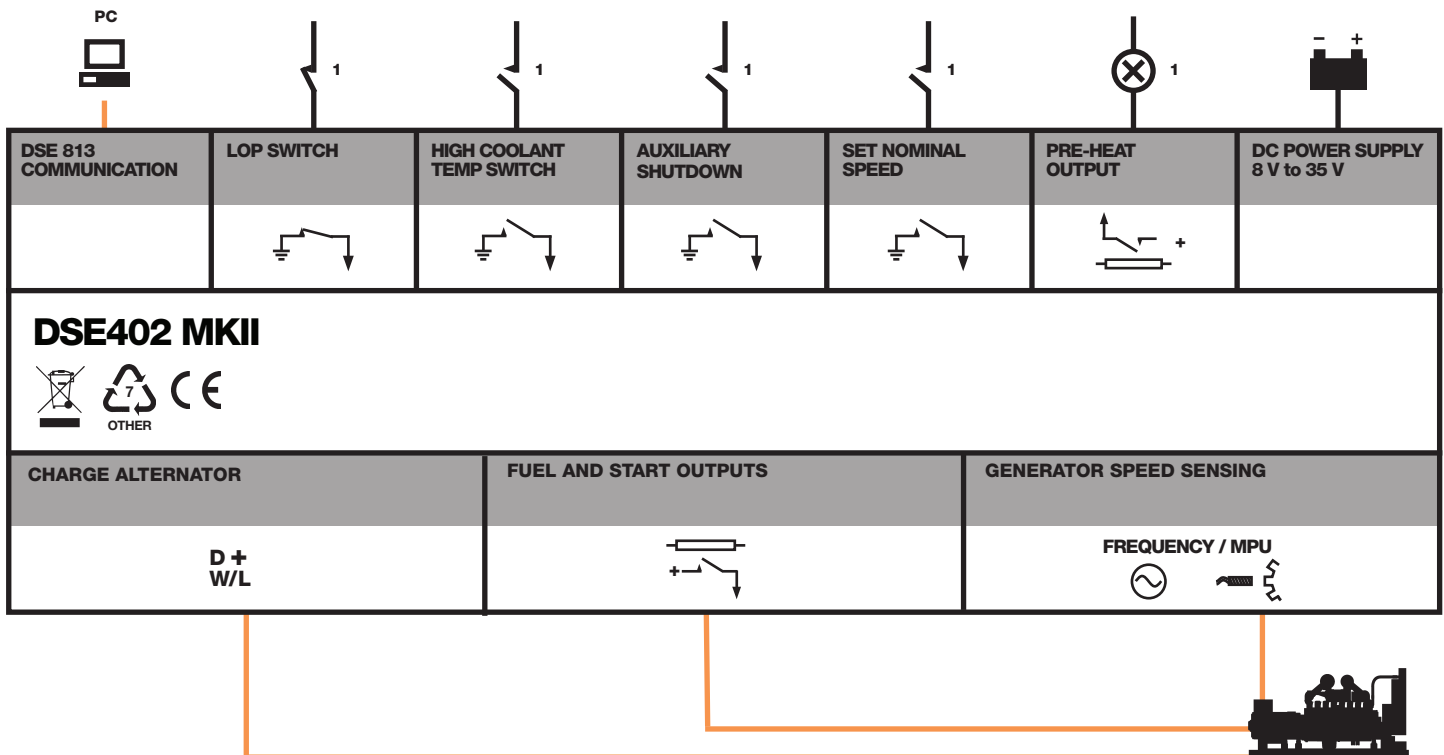 PC
1
1
1
1
1
- +
DSE 813
COMMUNICATION
LOP SWITCH
HIGH COOLANT
TEMP SWITCH
AUXILIARY
SHUTDOWN
SET NOMINAL
SPEED
PRE-HEAT
OUTPUT
DC POWER SUPPLY
8 V to 35 V
+
DSE402 MKII
7
OTHER
CE
CHARGE ALTERNATOR
FUEL AND START OUTPUTS
GENERATOR SPEED SENSING
D +
W/L
+
FREQUENCY / MPU